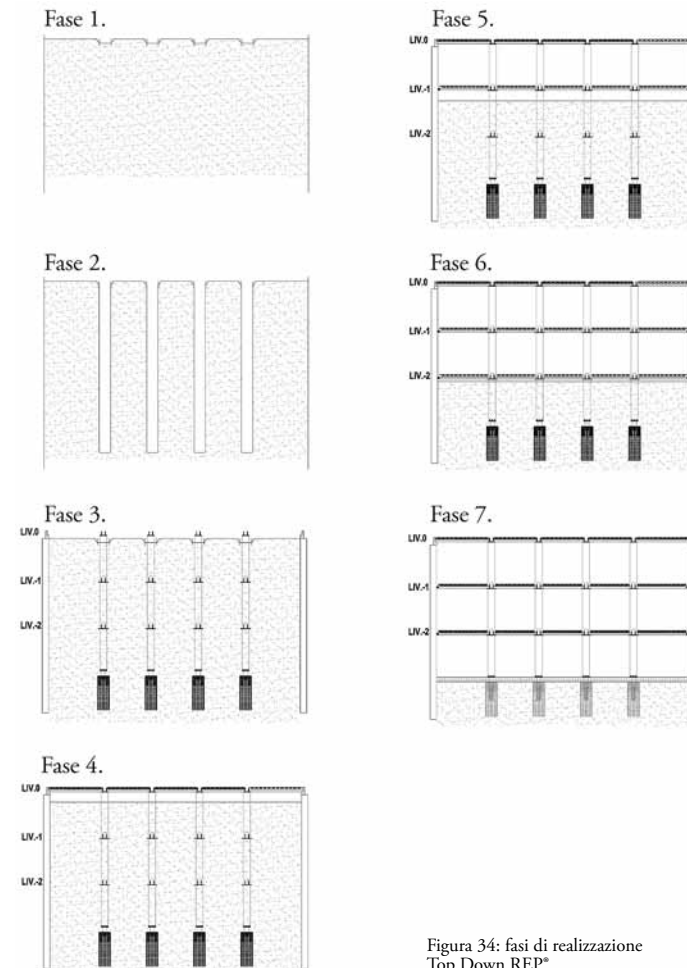 Fase 1.
Fase 2.
Fase 3.
LIV.0
LIV.-1
LIV.-2
Fase 4.
LIV.0
LIV.-1
LIV.-2
Fase 5.
LIV.0
LIV.-1
LIV.-2
Fase 6.
LIV.0
LIV.-1
LIV.-2
Fase 7.
LIV.0
LIV.-1
LIV.-2
Figura 34: fasi di realizzazione
Top Down REP®